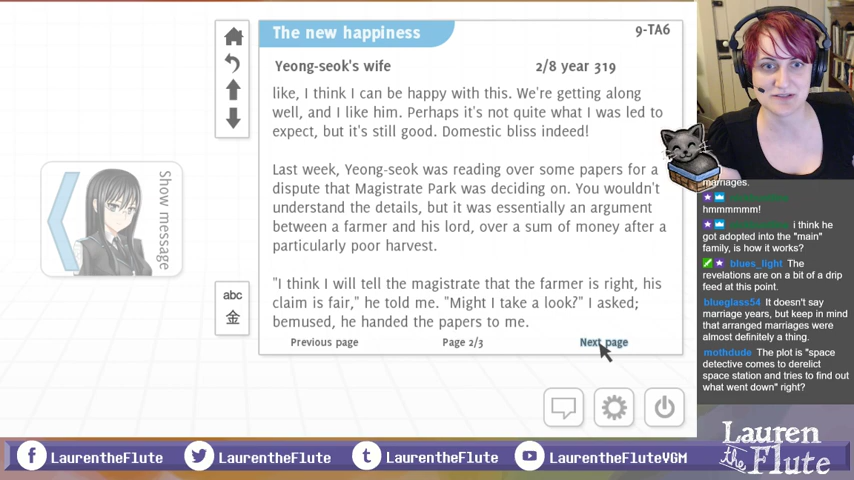 The new happiness
9-TA6
Yeong-seok's wife
2/8 year 319
like, I think I can be happy with this. We're getting along
well, and I like him. Perhaps it's not quite what I was led to
expect, but it's still good. Domestic bliss indeed!
Last week, Yeong-seok was reading over some papers for a
dispute that Magistrate Park was deciding on. You wouldn't
understand the details, but it was essentially an argument
between a farmer and his lord, over a sum of money after a
particularly poor harvest.
"I think I will tell the magistrate that the farmer is right, his
claim is fair," he told me. "Might I take a look?" I asked;
bemused, he handed the papers to me.
Previous page
Page 2/3
Next page
Show message
abc
金
marriages.
hmmmmmm!
i think he
got adopted into the "main"
family, is how it works?
blues_light The
revelations are on a bit of a drip
feed at this point.
blueglass54 It doesn't say
marriage years, but keep in mind
that arranged marriages were
almost definitely a thing.
mothdude The plot is "space
detective comes to derelict
space station and tries to find out
what went down" right?
LaurentheFlute
LaurentheFlute
LaurentheFlute
LaurentheFluteVGM
Lauren
the Flute